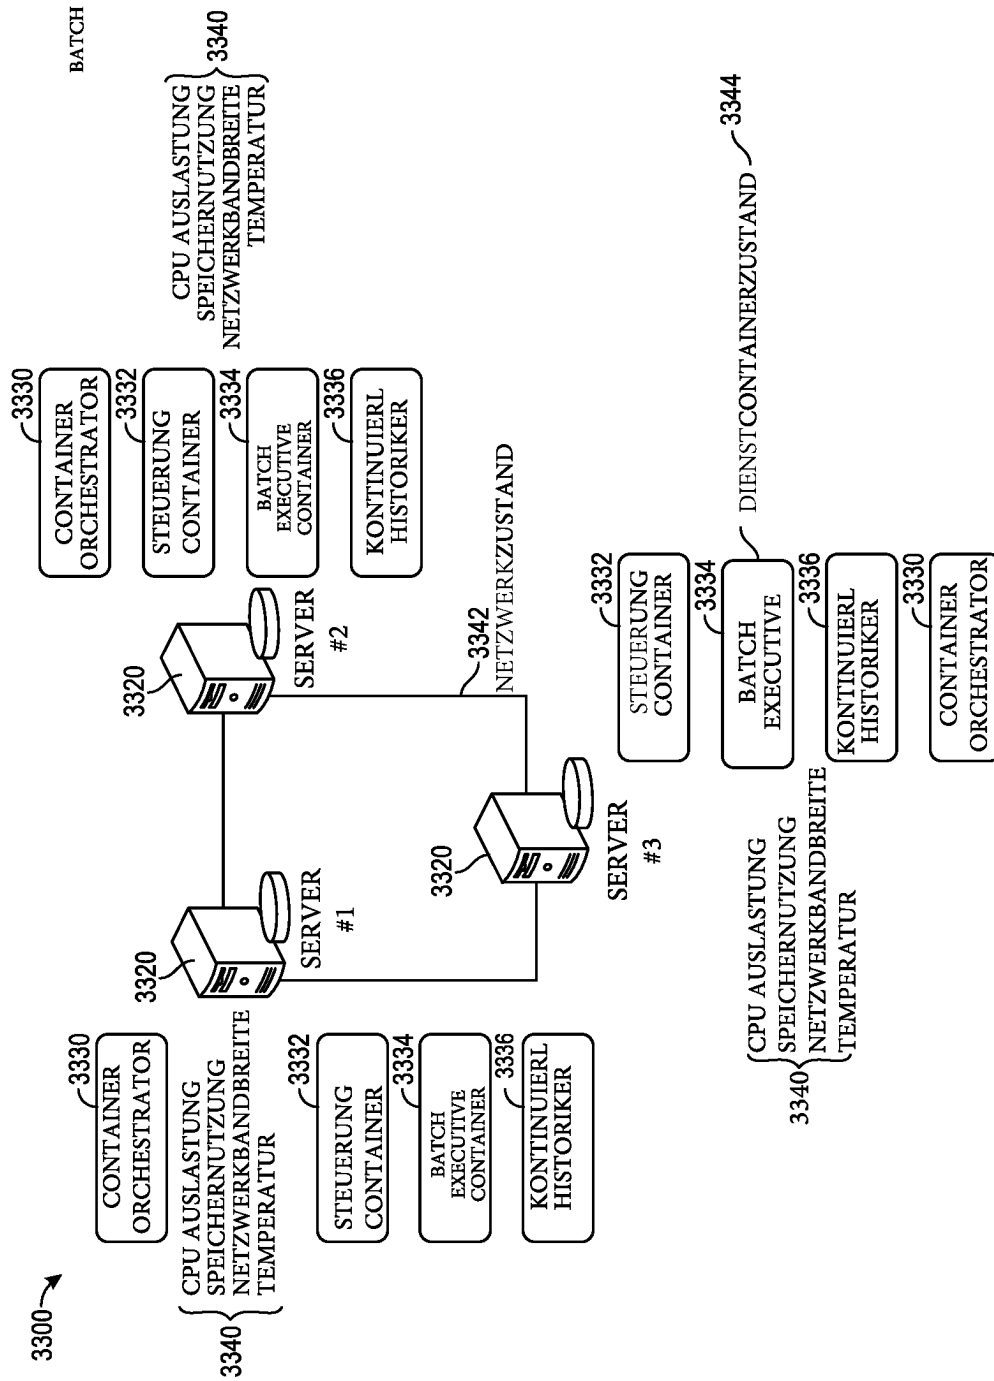 3300
BATCH
3330
CONTAINER
ORCHESTRATOR
3340
CPU AUSLASTUNG
SPEICHERNUTZUNG
NETZWERKBANDBREITE
TEMPERATUR
3332
STEUERUNG
CONTAINER
3334
BATCH
EXECUTIVE
CONTAINER
3336
KONTINUIERL
HISTORIKER
3320
SERVER
#1
3320
SERVER
#2
3330
CONTAINER
ORCHESTRATOR
3332
STEUERUNG
CONTAINER
3334
BATCH
EXECUTIVE
CONTAINER
3336
KONTINUIERL
HISTORIKER
CPU AUSLASTUNG
SPEICHERNUTZUNG
NETZWERKBANDBREITE
TEMPERATUR
3340
3342
NETZWERKZUSTAND
3320
SERVER
#3
3340
CPU AUSLASTUNG
SPEICHERNUTZUNG
NETZWERKBANDBREITE
TEMPERATUR
3332
STEUERUNG
CONTAINER
3334
BATCH
EXECUTIVE
3336
KONTINUIERL
HISTORIKER
3330
CONTAINER
ORCHESTRATOR
DIENSTCONTAINERZUSTAND
3344